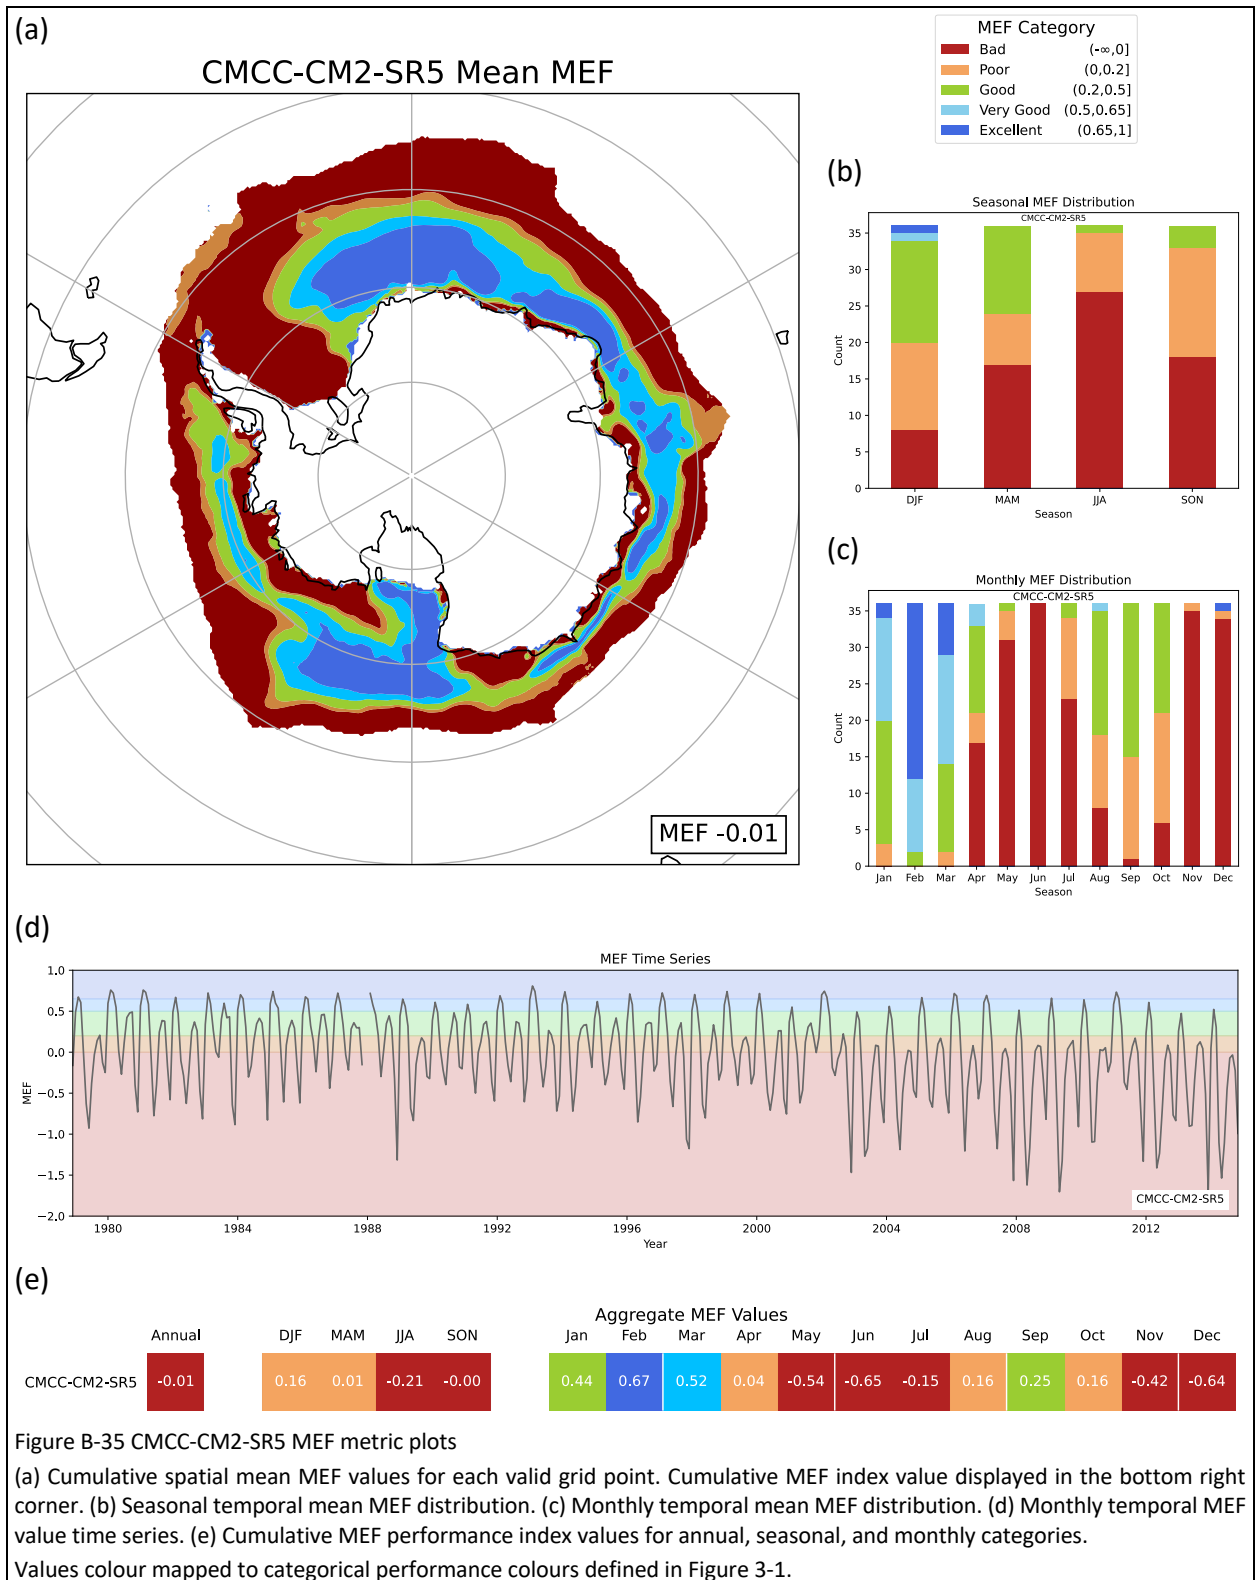 (a)
CMCC-CM2-SR5 Mean MEF
MEF -0.01
MEF Category
Bad (-∞,0]
Poor (0,0.2]
Good (0.2,0.5]
Very Good (0.5,0.65]
Excellent (0.65,1]
(b)
Seasonal MEF Distribution
CMCC-CM2-SR5
35
30
25
20
15
10
5
0
Count
DJF MAM JJA SON
Season
(c)
Monthly MEF Distribution
CMCC-CM2-SR5
35
30
25
20
15
10
5
0
Count
Jan Feb Mar Apr May Jun Jul Aug Sep Oct Nov Dec
Season
(d)
MEF Time Series
1.0
0.5
0.0
−0.5
−1.0
−1.5
−2.0
MEF
CMCC-CM2-SR5
1980 1984 1988 1992 1996 2000 2004 2008 2012
Year
(e)
Aggregate MEF Values
Annual DJF MAM JJA SON Jan Feb Mar Apr May Jun Jul Aug Sep Oct Nov Dec
CMCC-CM2-SR5 -0.01 0.16 0.01 -0.21 -0.00 0.44 0.67 0.52 0.04 -0.54 -0.65 -0.15 0.16 0.25 0.16 -0.42 -0.64
Figure B-35 CMCC-CM2-SR5 MEF metric plots
(a) Cumulative spatial mean MEF values for each valid grid point. Cumulative MEF index value displayed in the bottom right
corner. (b) Seasonal temporal mean MEF distribution. (c) Monthly temporal mean MEF distribution. (d) Monthly temporal MEF
value time series. (e) Cumulative MEF performance index values for annual, seasonal, and monthly categories.
Values colour mapped to categorical performance colours defined in Figure 3-1.